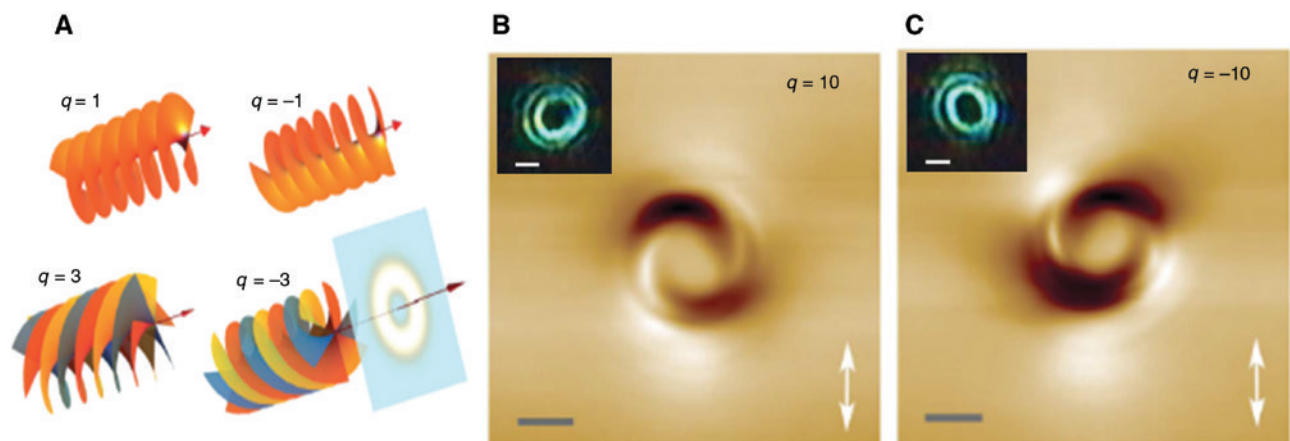 A
q = 1
q = –1
q = 3
q = –3
B
q = 10
C
q = –10